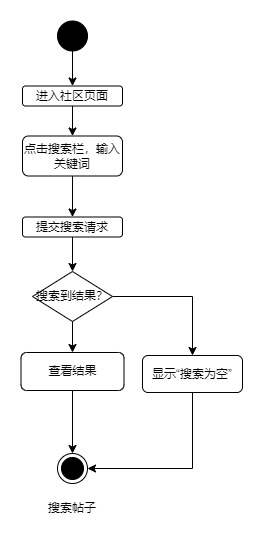 进入社区页面
点击搜索栏，输入
关键词
提交搜索请求
搜索到结果？
查看结果
显示“搜索为空”
搜索帖子